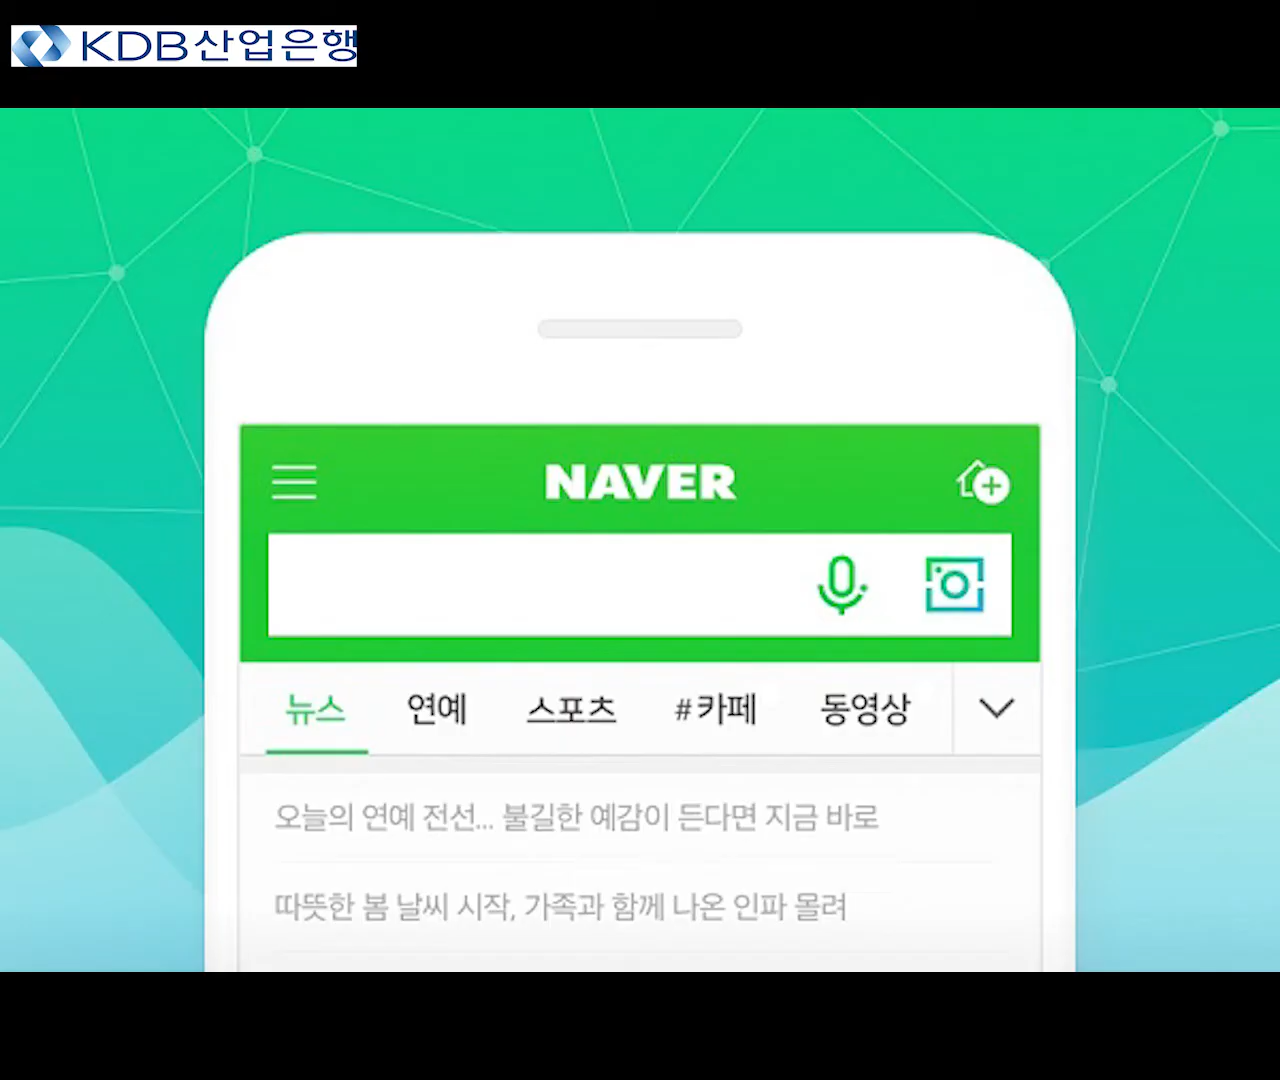 KDB산업은행
NAVER
뉴스 연예 스포츠 #카페 동영상
오늘의 연예 전선... 불길한 예감이 든다면 지금 바로
따뜻한 봄 날씨 시작, 가족과 함께 나온 인파 몰려